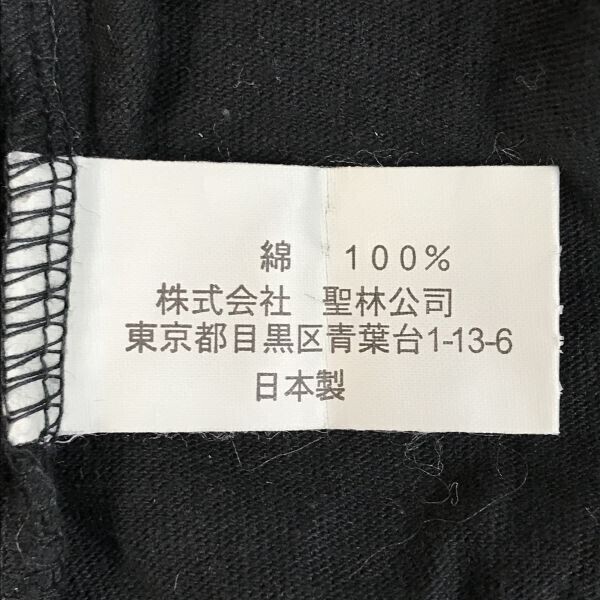 綿　100%
株式会社　聖林公司
東京都目黒区青葉台1-13-6
日本製